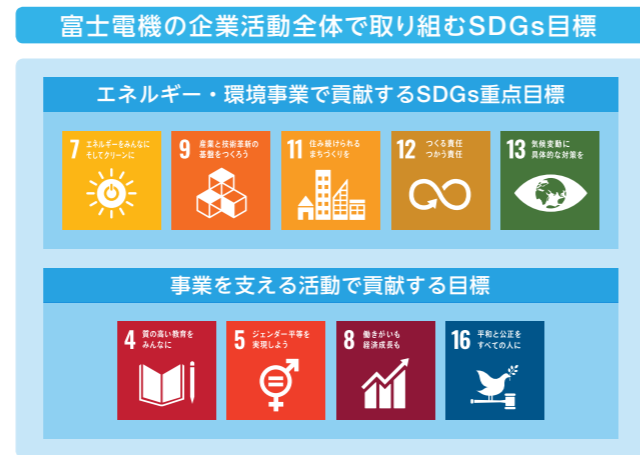 富士電機の企業活動全体で取り組むSDGs目標
エネルギー・環境事業で貢献するSDGs重点目標
7 エネルギーをみんなに
そしてクリーンに
9 産業と技術革新の
基盤をつくろう
11 住み続けられる
まちづくりを
12 つくる責任
つかう責任
13 気候変動に
具体的な対策を
事業を支える活動で貢献する目標
4 質の高い教育を
みんなに
5 ジェンダー平等を
実現しよう
8 働きがいも
経済成長も
16 平和と公正を
すべての人に